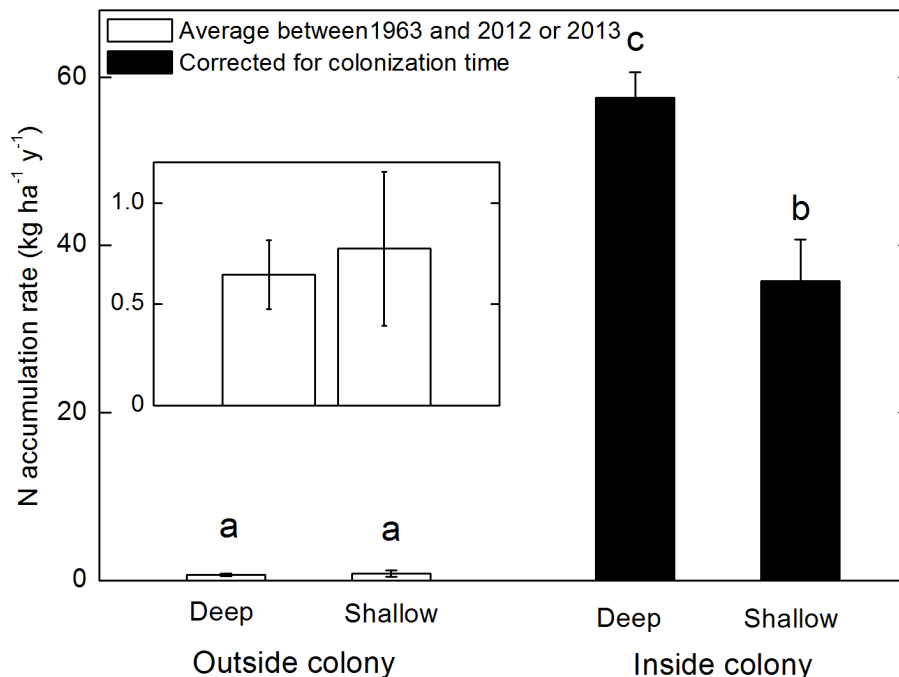 Average between1963 and 2012 or 2013
Corrected for colonization time
N accumulation rate (kg ha⁻¹ y⁻¹)
60
40
20
0
1.0
0.5
0
a
a
c
b
Deep
Shallow
Deep
Shallow
Outside colony
Inside colony